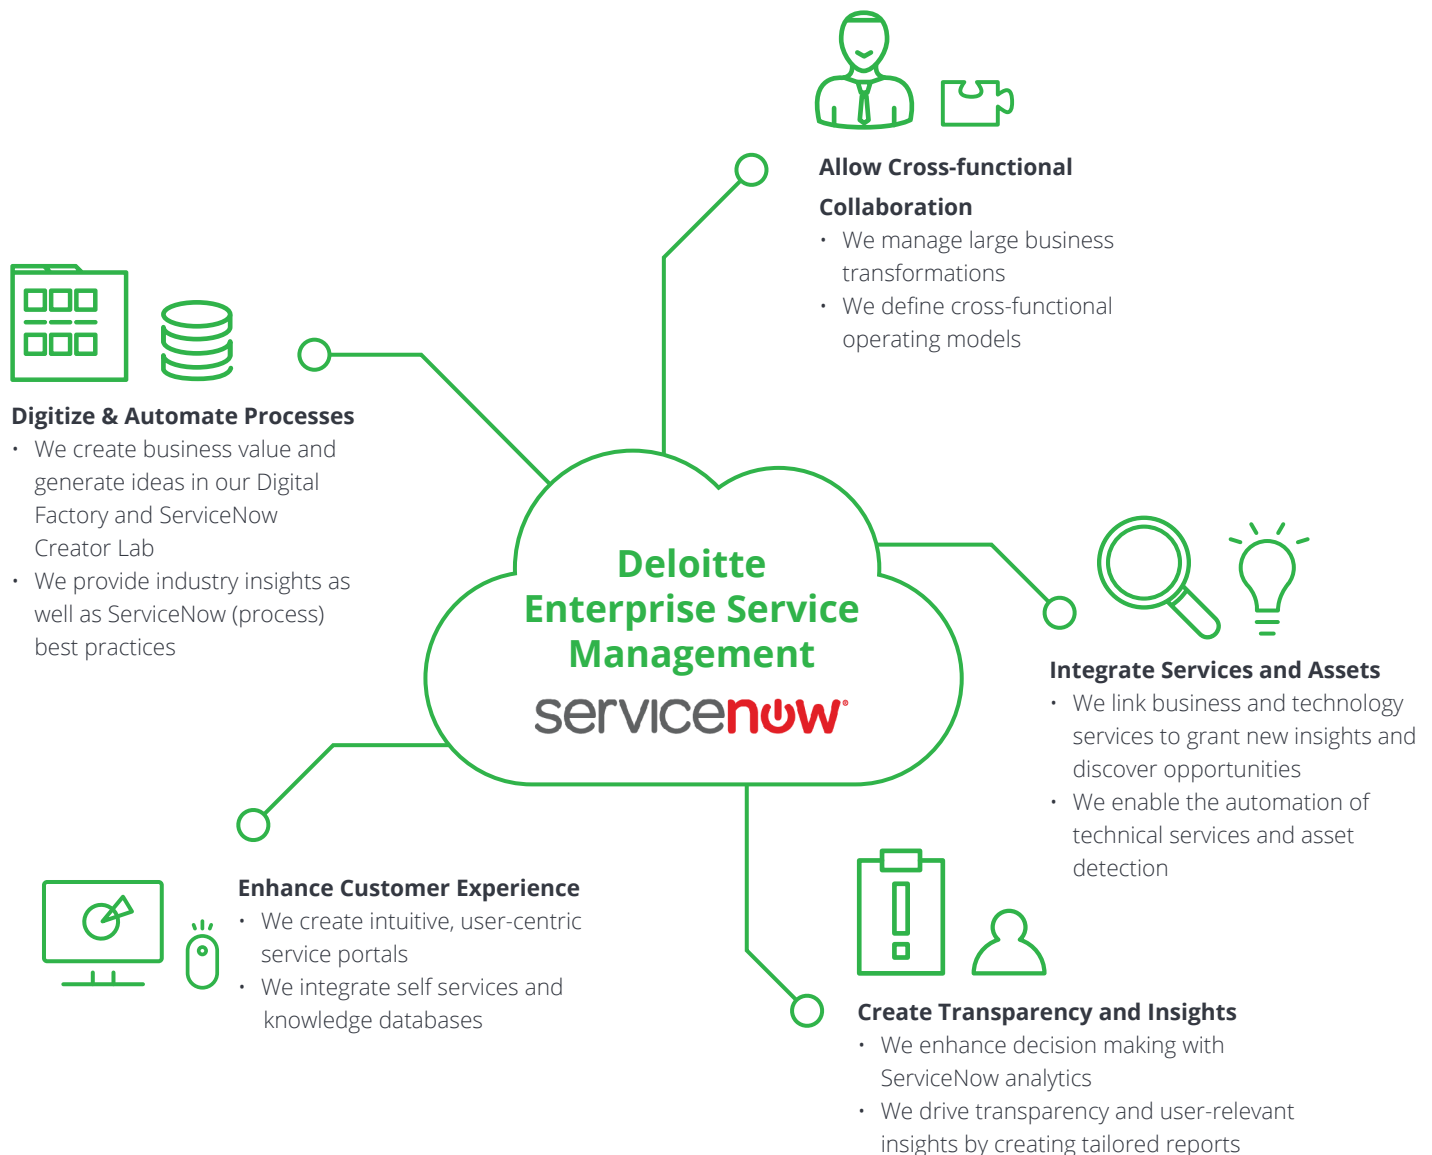 Allow Cross-functional
Collaboration
• We manage large business
transformations
• We define cross-functional
operating models
Digitize & Automate Processes
• We create business value and
generate ideas in our Digital
Factory and ServiceNow
Creator Lab
• We provide industry insights as
well as ServiceNow (process)
best practices
Deloitte
Enterprise Service
Management
servicenow®
Integrate Services and Assets
• We link business and technology
services to grant new insights and
discover opportunities
• We enable the automation of
technical services and asset
detection
Enhance Customer Experience
• We create intuitive, user-centric
service portals
• We integrate self services and
knowledge databases
Create Transparency and Insights
• We enhance decision making with
ServiceNow analytics
• We drive transparency and user-relevant
insights by creating tailored reports